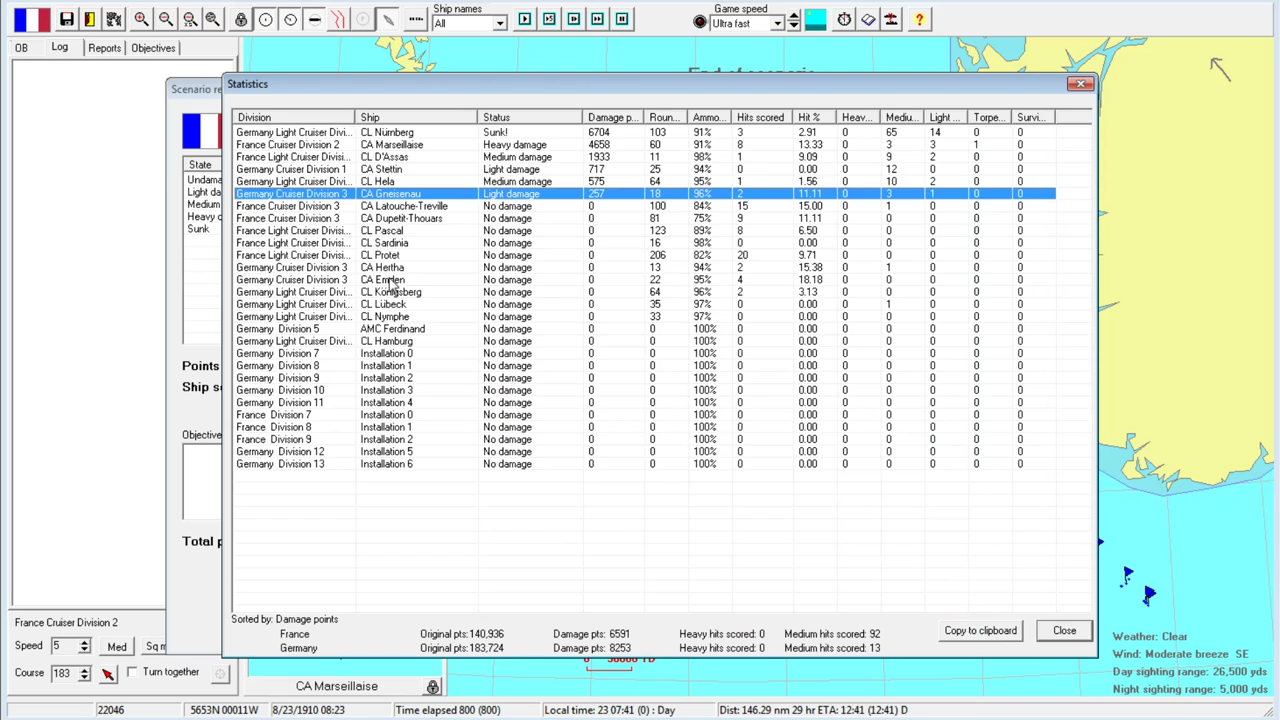 Ship names
All
Game speed
Ultra fast
OB Log Reports Objectives
End of scenario
Scenario re
Statistics
Division Ship Status Damage p... Roun... Ammo... Hits scored Hit % Heav... Mediu... Light ... Torpe... Survi...
Germany Light Cruiser Divi... CL Nürnberg Sunk! 6704 103 91% 3 2.91 0 65 14 0 0
France Cruiser Division 2 CA Marseillaise Heavy damage 4658 60 91% 8 13.33 0 3 3 1 0
France Light Cruiser Divisi... CL D'Assas Medium damage 1933 11 98% 1 9.09 0 9 2 0 0
Germany Cruiser Division 1 CA Stettin Light damage 717 25 94% 0 0.00 0 12 0 0 0
Germany Light Cruiser Divi... CL Hela Medium damage 575 64 95% 1 1.56 0 10 2 0 0
Germany Cruiser Division 3 CA Gneisenau Light damage 257 18 96% 2 11.11 0 3 1 0 0
France Cruiser Division 3 CA Latouche-Treville No damage 0 100 84% 15 15.00 0 1 0 0 0
France Cruiser Division 3 CA Dupetit-Thouars No damage 0 81 75% 9 11.11 0 0 0 0 0
France Light Cruiser Divisi... CL Pascal No damage 0 123 89% 8 6.50 0 0 0 0 0
France Light Cruiser Divisi... CL Sardinia No damage 0 16 98% 0 0.00 0 0 0 0 0
France Light Cruiser Divisi... CL Protet No damage 0 206 82% 20 9.71 0 0 0 0 0
Germany Cruiser Division 3 CA Hertha No damage 0 13 94% 2 15.38 0 1 0 0 0
Germany Cruiser Division 3 CA Emden No damage 0 22 95% 4 18.18 0 0 0 0 0
Germany Light Cruiser Divi... CL Königsberg No damage 0 64 96% 2 3.13 0 0 0 0 0
Germany Light Cruiser Divi... CL Lübeck No damage 0 35 97% 0 0.00 0 1 0 0 0
Germany Light Cruiser Divi... CL Nymphe No damage 0 33 97% 0 0.00 0 0 0 0 0
Germany Division 5 AMC Ferdinand No damage 0 0 100% 0 0.00 0 0 0 0 0
Germany Light Cruiser Divi... CL Hamburg No damage 0 0 100% 0 0.00 0 0 0 0 0
Germany Division 7 Installation 0 No damage 0 0 100% 0 0.00 0 0 0 0 0
Germany Division 8 Installation 1 No damage 0 0 100% 0 0.00 0 0 0 0 0
Germany Division 9 Installation 2 No damage 0 0 100% 0 0.00 0 0 0 0 0
Germany Division 10 Installation 3 No damage 0 0 100% 0 0.00 0 0 0 0 0
Germany Division 11 Installation 4 No damage 0 0 100% 0 0.00 0 0 0 0 0
France Division 7 Installation 0 No damage 0 0 100% 0 0.00 0 0 0 0 0
France Division 8 Installation 1 No damage 0 0 100% 0 0.00 0 0 0 0 0
France Division 9 Installation 2 No damage 0 0 100% 0 0.00 0 0 0 0 0
Germany Division 12 Installation 5 No damage 0 0 100% 0 0.00 0 0 0 0 0
Germany Division 13 Installation 6 No damage 0 0 100% 0 0.00 0 0 0 0 0
State
Undama
Light da
Medium
Heavy c
Sunk
Points
Ship s
Objective
Total p
Sorted by: Damage points
France Original pts: 140,936 Damage pts: 6591 Heavy hits scored: 0 Medium hits scored: 92
Germany Original pts: 183,724 Damage pts: 8253 Heavy hits scored: 0 Medium hits scored: 13
Copy to clipboard Close
France Cruiser Division 2
Speed 5 Med Sq m
Course 183 Turn together
CA Marseillaise
Weather: Clear
Wind: Moderate breeze SE
Day sighting range: 26,500 yds
Night sighting range: 5,000 yds
22046 5653N 00011W 8/23/1910 08:23 Time elapsed 800 (800) Local time: 23 07:41 (0) : Day Dist: 146.29 nm 29 hr ETA: 12:41 (12:41) D